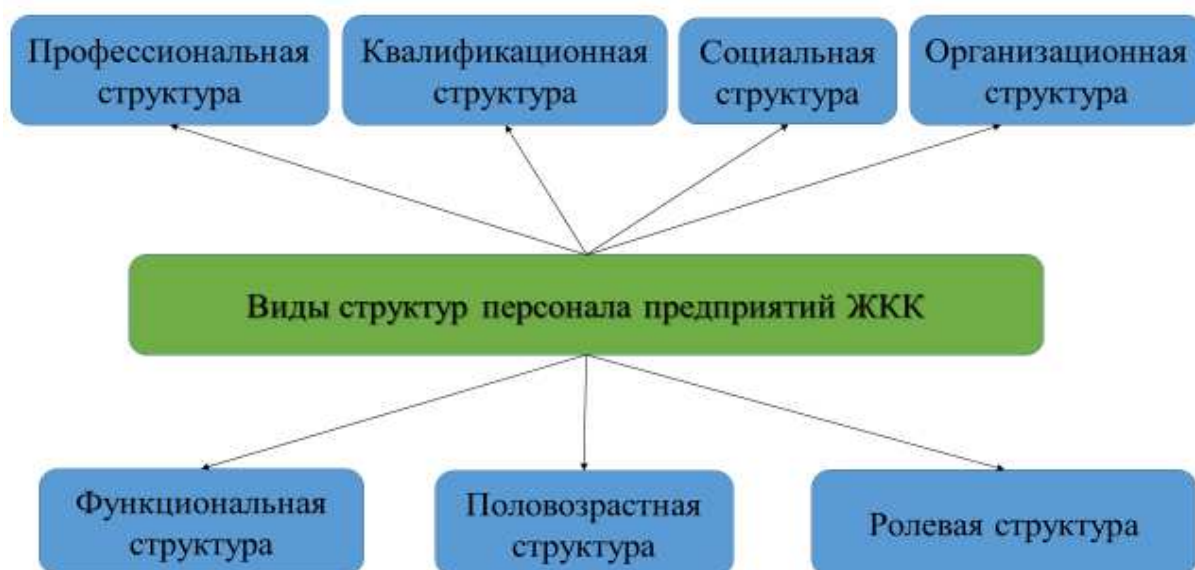 Профессиональная
структура
Квалификационная
структура
Социальная
структура
Организационная
структура
Виды структур персонала предприятий ЖКК
Функциональная
структура
Половозрастная
структура
Ролевая структура